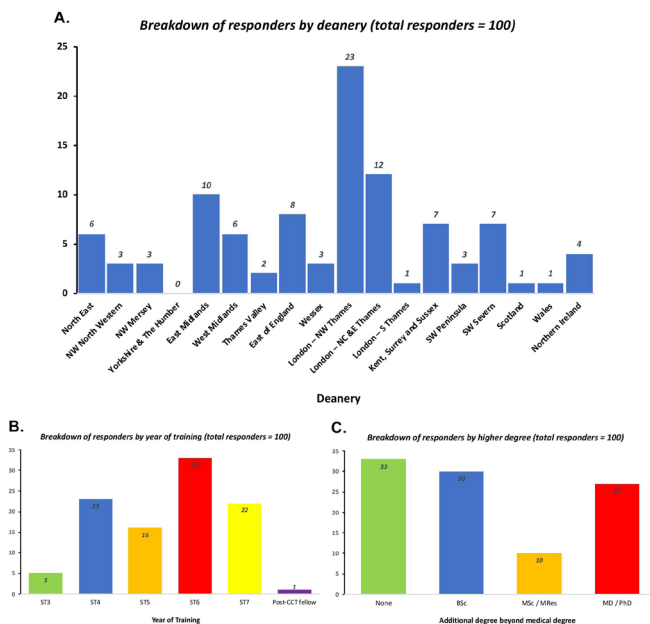 A.
Breakdown of responders by deanery (total responders = 100)
25
20
15
10
5
0
6
3
3
0
10
6
2
8
3
23
12
1
7
3
7
1
1
4
North East
NW North Western
NW Mersey
Yorkshire & The Humber
East Midlands
West Midlands
Thames Valley
East of England
Wessex
London – NW Thames
London – NC &E Thames
London – S Thames
Kent, Surrey and Sussex
SW Peninsula
SW Severn
Scotland
Wales
Northern Ireland
Deanery
B.
Breakdown of responders by year of training (total responders = 100)
35
30
25
20
15
10
5
0
5
23
16
33
22
1
ST3
ST4
ST5
ST6
ST7
Post-CCT Fellow
Year of Training
C.
Breakdown of responders by higher degree (total responders = 100)
35
30
25
20
15
10
5
0
33
30
10
27
None
BSc
MSc / MRes
MD / PhD
Additional degree beyond medical degree